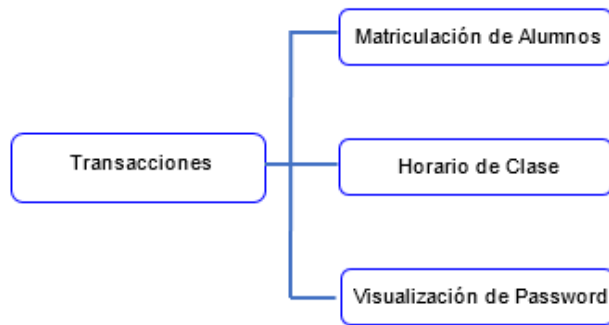 Matriculación de Alumnos
Transacciones
Horario de Clase
Visualización de Password